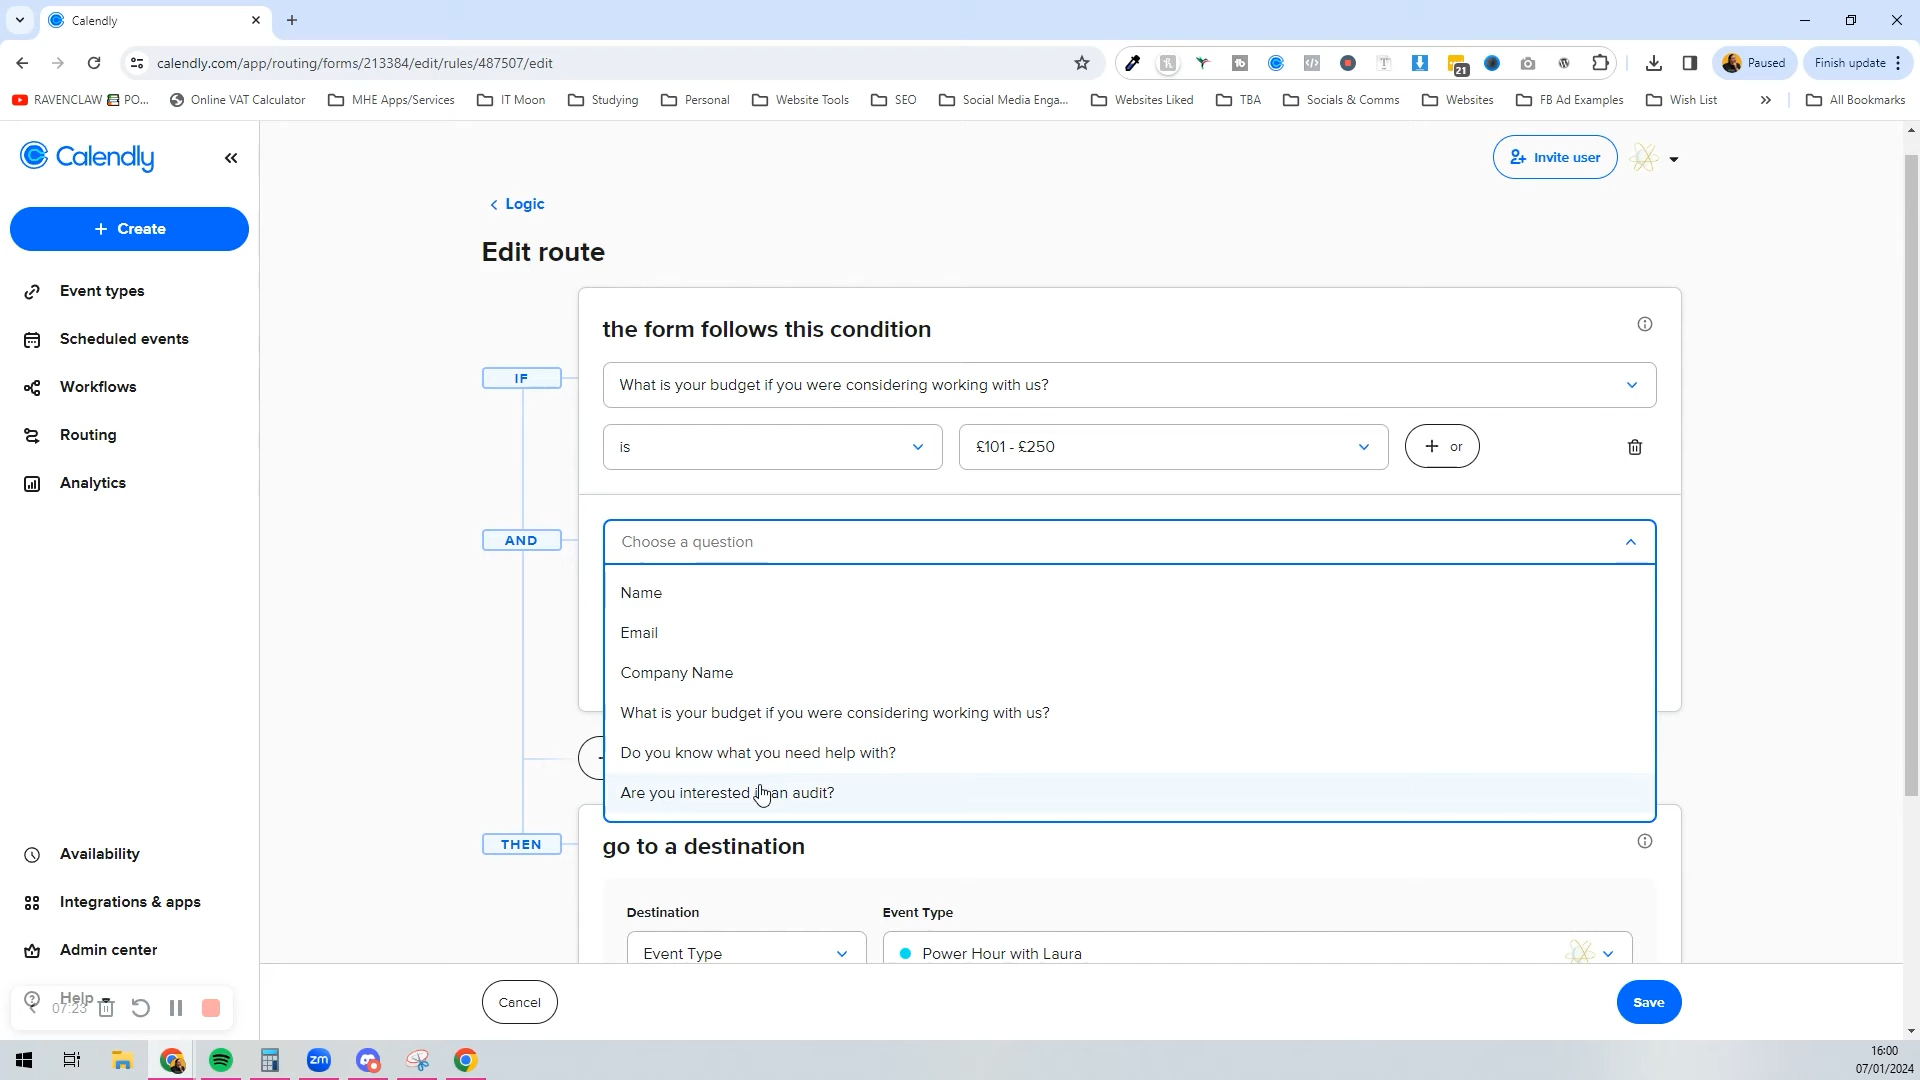 Calendly
calendly.com/app/routing/forms/213384/edit/rules/487507/edit
21
Paused
Finish update
RAVENCLAW
PO...
Online VAT Calculator
MHE Apps/Services
IT Moon
Studying
Personal
Website Tools
SEO
Social Media Enga...
Websites Liked
TBA
Socials & Comms
Websites
FB Ad Examples
Wish List
»
All Bookmarks
Calendly
«
+ Create
Event types
Scheduled events
Workflows
Routing
Analytics
Availability
Integrations & apps
Admin center
Help
07:23
Invite user
< Logic
Edit route
the form follows this condition
IF
What is your budget if you were considering working with us?
is
£101 - £250
+ or
AND
Choose a question
Name
Email
Company Name
What is your budget if you were considering working with us?
Do you know what you need help with?
Are you interested an audit?
THEN
go to a destination
Destination
Event Type
Event Type
Power Hour with Laura
Cancel
Save
zm
16:00
07/01/2024